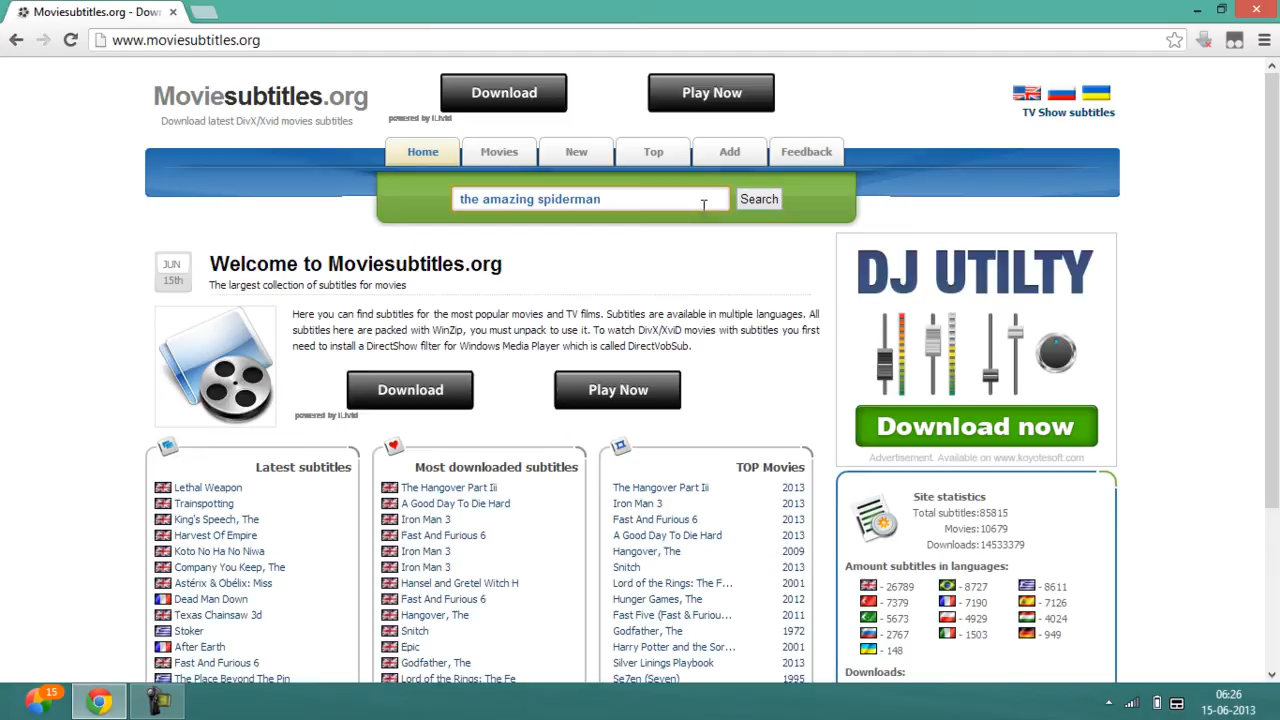 Moviesubtitles.org - Dow
www.moviesubtitles.org
Moviesubtitles.org
Download latest DivX/Xvid movies subtitles
Download
Play Now
powered by iLivid
TV Show subtitles
Home
Movies
New
Top
Add
Feedback
the amazing spiderman
Search
JUN
15th
Welcome to Moviesubtitles.org
The largest collection of subtitles for movies
Here you can find subtitles for the most popular movies and TV films. Subtitles are available in multiple languages. All
subtitles here are packed with WinZip, you must unpack to use it. To watch DivX/XviD movies with subtitles you first
need to install a DirectShow filter for Windows Media Player which is called DirectVobSub.
Download
Play Now
powered by iLivid
DJ UTILTY
Download now
Advertisement. Available on www.koyotesoft.com
Latest subtitles
Lethal Weapon
Trainspotting
King's Speech, The
Harvest Of Empire
Koto No Ha No Niwa
Company You Keep, The
Astérix & Obélix: Miss
Dead Man Down
Texas Chainsaw 3d
Stoker
After Earth
Fast And Furious 6
The Place Beyond The Pin
Most downloaded subtitles
The Hangover Part Iii
A Good Day To Die Hard
Iron Man 3
Fast And Furious 6
Iron Man 3
Iron Man 3
Hansel and Gretel Witch H
Fast And Furious 6
Hangover, The
Snitch
Epic
Godfather, The
Lord of the Rings: The Fe
TOP Movies
The Hangover Part Iii 2013
Iron Man 3 2013
Fast And Furious 6 2013
A Good Day To Die Hard 2013
Hangover, The 2009
Snitch 2013
Lord of the Rings: The F... 2001
Hunger Games, The 2012
Fast Five (Fast & Furiou... 2011
Godfather, The 1972
Harry Potter and the Sor... 2001
Silver Linings Playbook 2013
Se7en (Seven) 1995
Site statistics
Total subtitles:85815
Movies:10679
Downloads:14533379
Amount subtitles in languages:
- 26789 - 8727 - 8611
- 7379 - 7190 - 7126
- 5673 - 4929 - 4024
- 2767 - 1503 - 949
- 148
Downloads:
15
06:26
15-06-2013